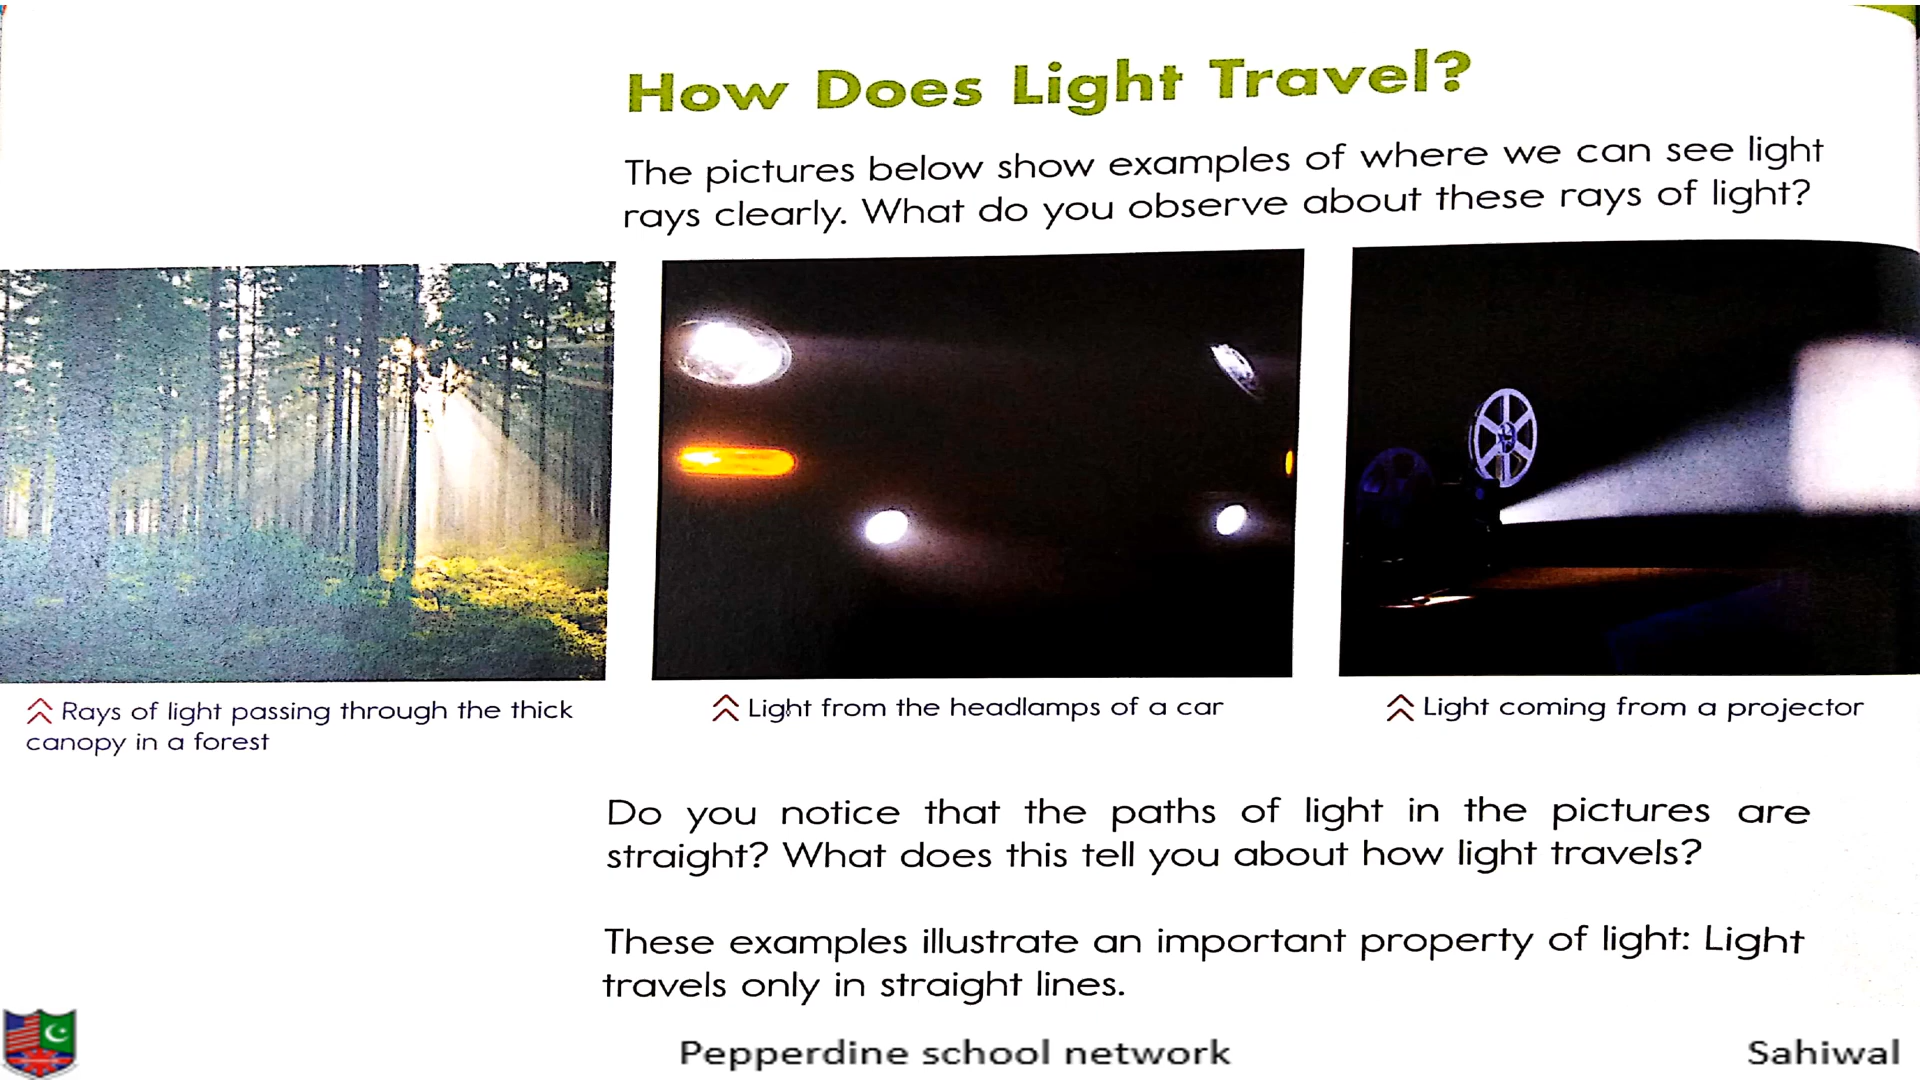 How Does Light Travel?
The pictures below show examples of where we can see light
rays clearly. What do you observe about these rays of light?
Rays of light passing through the thick
canopy in a forest
Light from the headlamps of a car
Light coming from a projector
Do you notice that the paths of light in the pictures are
straight? What does this tell you about how light travels?
These examples illustrate an important property of light: Light
travels only in straight lines.
Pepperdine school network
Sahiwal